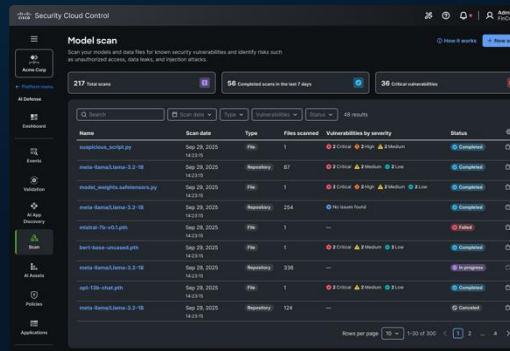 cisco Security Cloud Control
Admin
FinCo
Acme Corp
← Platform menu
AI Defense
Dashboard
Events
Validation
AI App
Discovery
Scan
AI Assets
Policies
Applications
Model scan
Scan your models and data files for known security vulnerabilities and identify risks such
as unauthorized access, data leaks, and injection attacks.
How it works
+ New s
217 Total scans
56 Completed scans in the last 7 days
36 Critical vulnerabilities
Search
Scan date
Type
Vulnerabilities
Status
48 results
Name Scan date Type Files scanned Vulnerabilities by severity Status
suspicious_script.py Sep 29, 2025 File 1 2 Critical 2 High 2 Medium Completed
14:23:15
meta-llama/Llama-3.2-1B Sep 29, 2025 Repository 87 2 Critical 2 Medium 2 Low Completed
14:23:15
model_weights.safetensors.py Sep 29, 2025 File 1 2 Critical 2 High 2 Medium 2 Low Completed
14:23:15
meta-llama/Llama-3.2-1B Sep 29, 2025 Repository 254 No issues found Completed
14:23:15
mistral-7b-v0.1.pth Sep 29, 2025 File 1 — Failed
14:23:15
bert-base-uncased.pth Sep 29, 2025 File 1 2 Critical 2 Medium 2 Low Completed
14:23:15
meta-llama/Llama-3.2-1B Sep 29, 2025 Repository 336 — In progress
14:23:15
opt-13b-chat.pth Sep 29, 2025 File 1 2 Critical 2 Medium 2 Low Completed
14:23:15
meta-llama/Llama-3.2-1B Sep 29, 2025 Repository 124 — Canceled
14:23:15
Rows per page 10 1-30 of 305 1 2 ... 4